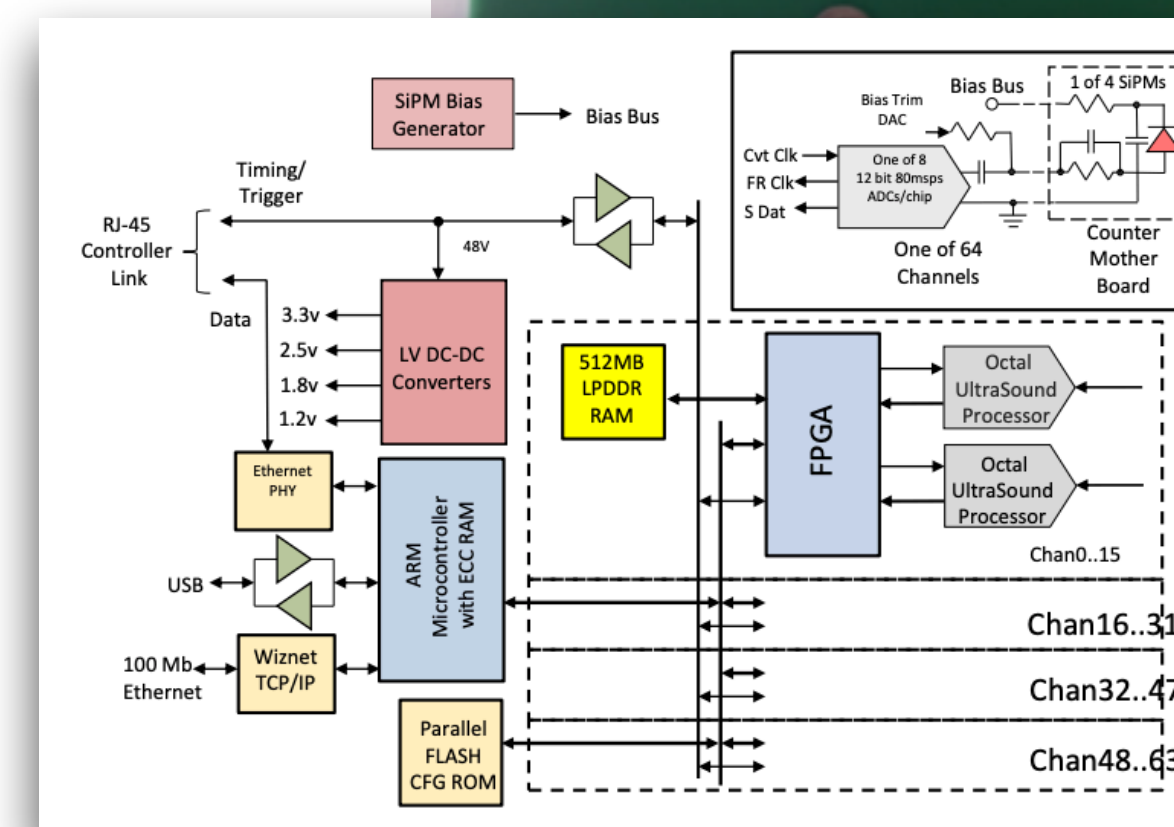 SiPM Bias
Generator
Bias Bus
Timing/
Trigger
RJ-45
Controller
Link
48V
Data
3.3v
2.5v
1.8v
1.2v
LV DC-DC
Converters
Ethernet
PHY
ARM
Microcontroller
with ECC RAM
USB
100 Mb
Ethernet
Wiznet
TCP/IP
Parallel
FLASH
CFG ROM
Bias Trim
DAC
Bias Bus
1 of 4 SiPMs
Cvt Clk
FR Clk
S Dat
One of 8
12 bit 80msps
ADCs/chip
One of 64
Channels
Counter
Mother
Board
512MB
LPDDR
RAM
FPGA
Octal
UltraSound
Processor
Octal
UltraSound
Processor
Chan0..15
Chan16..31
Chan32..47
Chan48..63